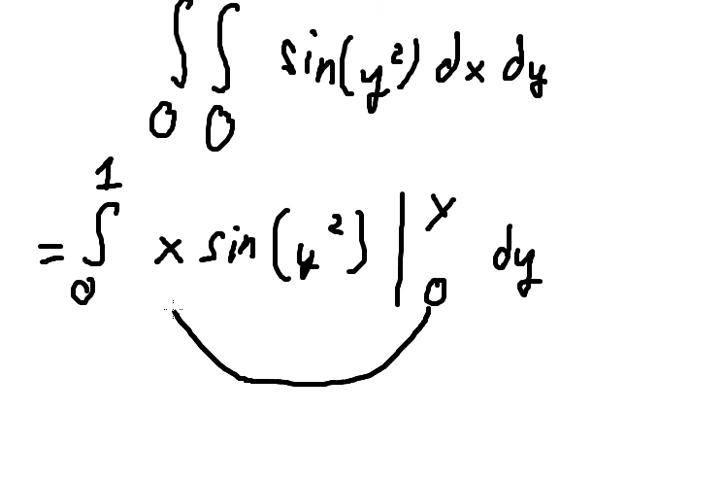 ∫∫ sin(y²) dx dy
0 0
1
= ∫ x sin(y²) | y dy
0 0